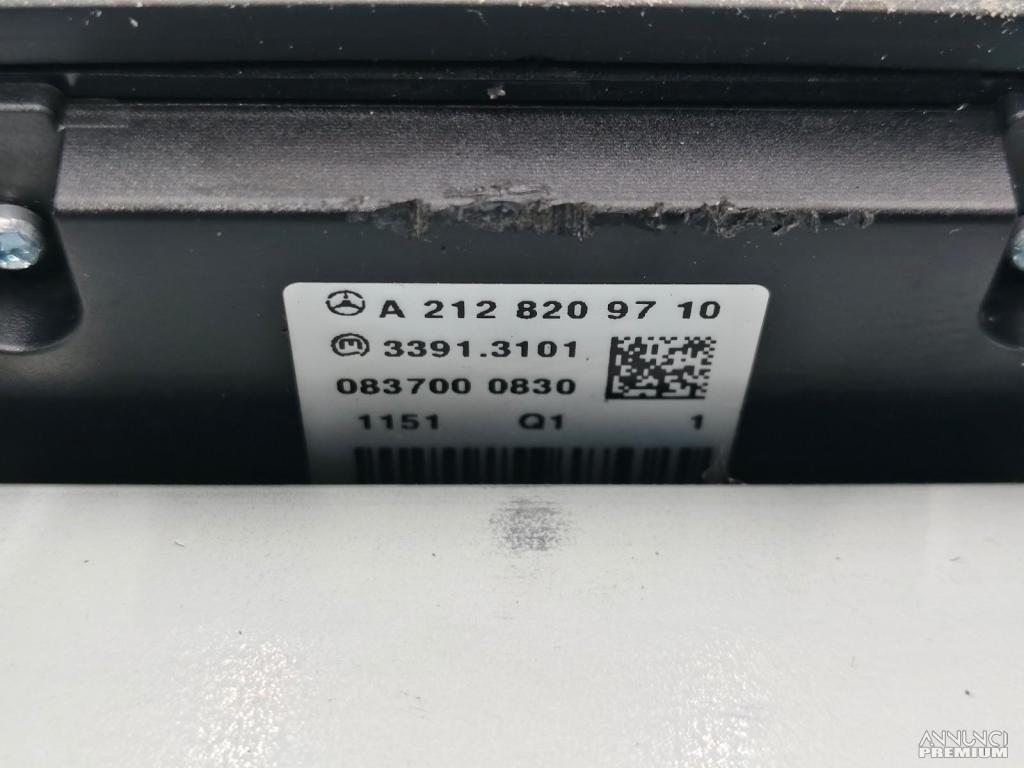 A 212 820 97 10
3391.3101
083700 0830
1151 Q1 1
ANNUNCI
PREMIUM